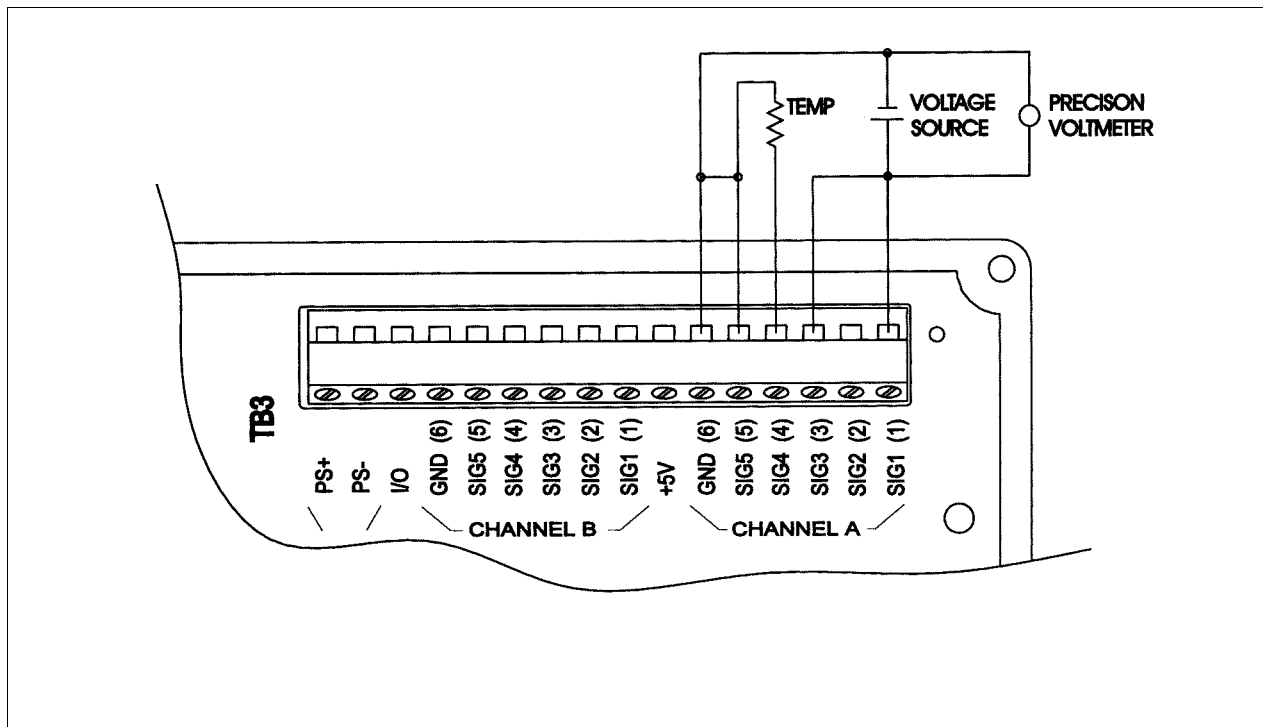 TEMP
VOLTAGE
SOURCE
PRECISON
VOLTMETER
TB3
PS+
PS-
I/O
GND (6)
SIG5 (5)
SIG4 (4)
SIG3 (3)
SIG2 (2)
SIG1 (1)
+5V
GND (6)
SIG5 (5)
SIG4 (4)
SIG3 (3)
SIG2 (2)
SIG1 (1)
CHANNEL B
CHANNEL A